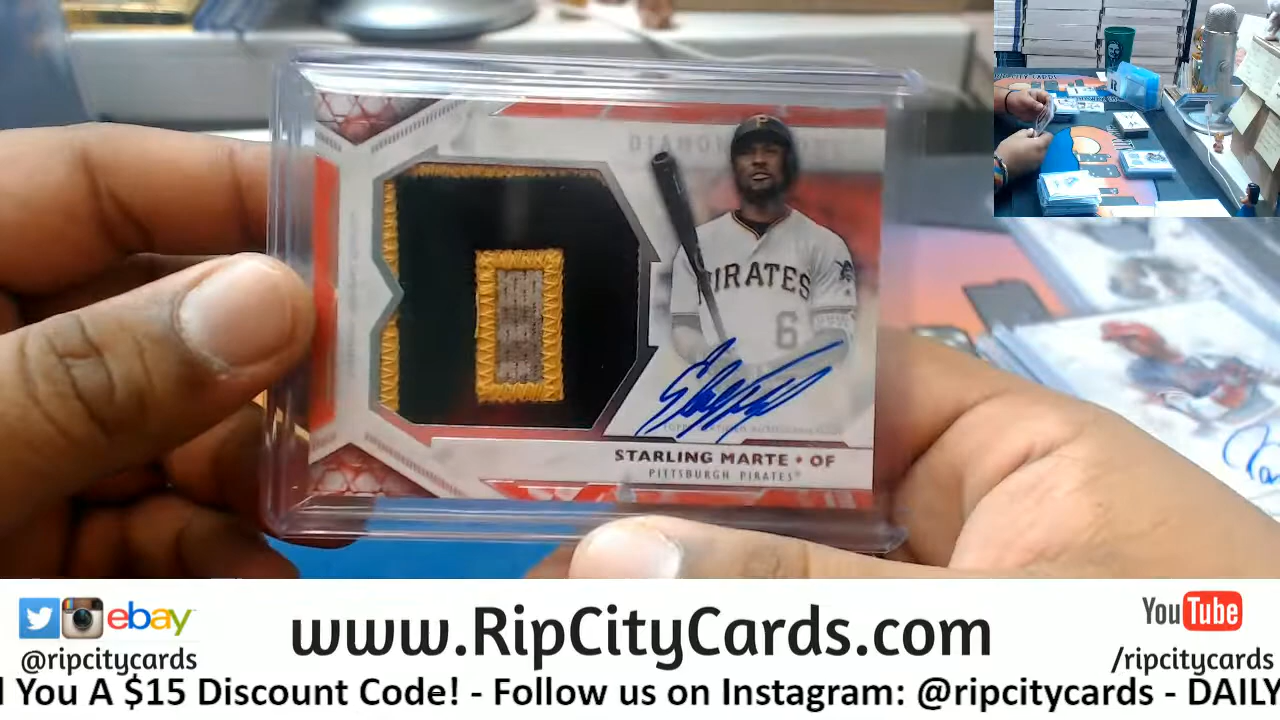 DIAMOND
PIRATES
6
STARLING MARTE • OF
PITTSBURGH PIRATES®
ebay
@ripcitycards
www.RipCityCards.com
YouTube
/ripcitycards
You A $15 Discount Code! - Follow us on Instagram: @ripcitycards - DAILY